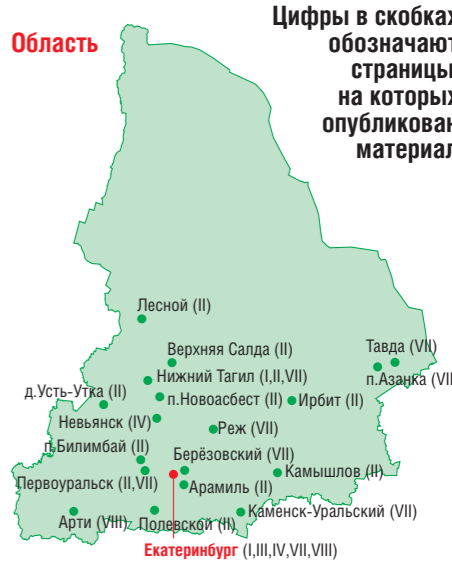 Область
Цифры в скобках
обозначают
страницы,
на которых
опубликован
материал
Лесной (II)
Верхняя Салда (II)
Тавда (VII)
Нижний Тагил (I,II,VII)
п.Азанка (VII
д.Усть-Утка (II)
п.Новоасбест (II)
Ирбит (II)
Невьянск (IV)
Реж (VII)
п.Билимбай (II)
Берёзовский (VII)
Первоуральск (II,VII)
Камышлов (II)
Арамиль (II)
Арти (VIII)
Полевской (II)
Каменск-Уральский (VII)
Екатеринбург (I,III,IV,VII,VIII)